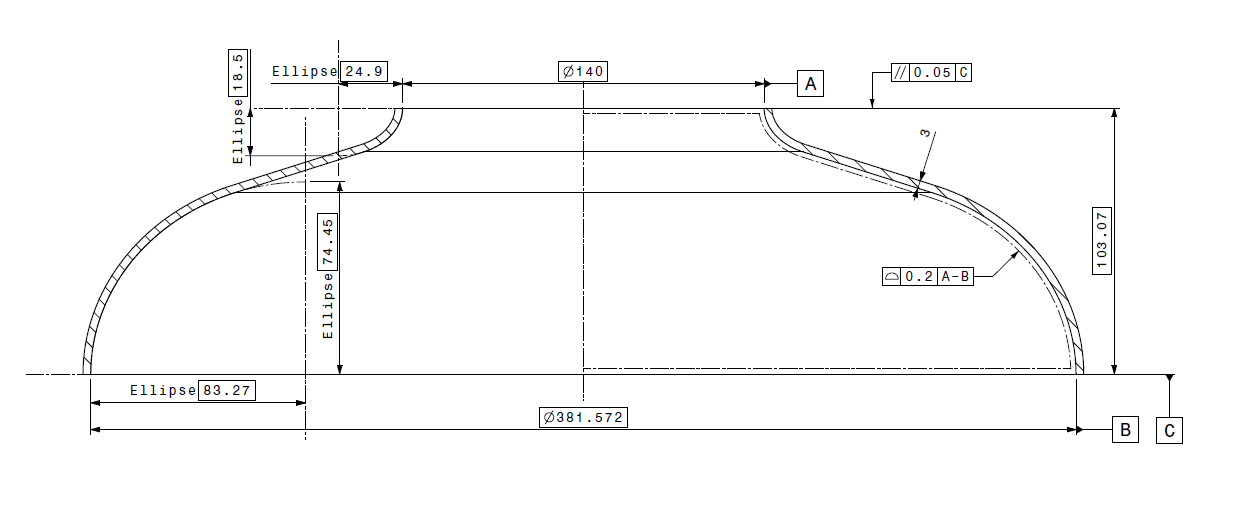 Ellipse 24.9
Ellipse 18.5
⌀140
A
// 0.05 C
3
Ellipse 74.45
103.07
⌓ 0.2 A-B
Ellipse 83.27
⌀381.572
B
C